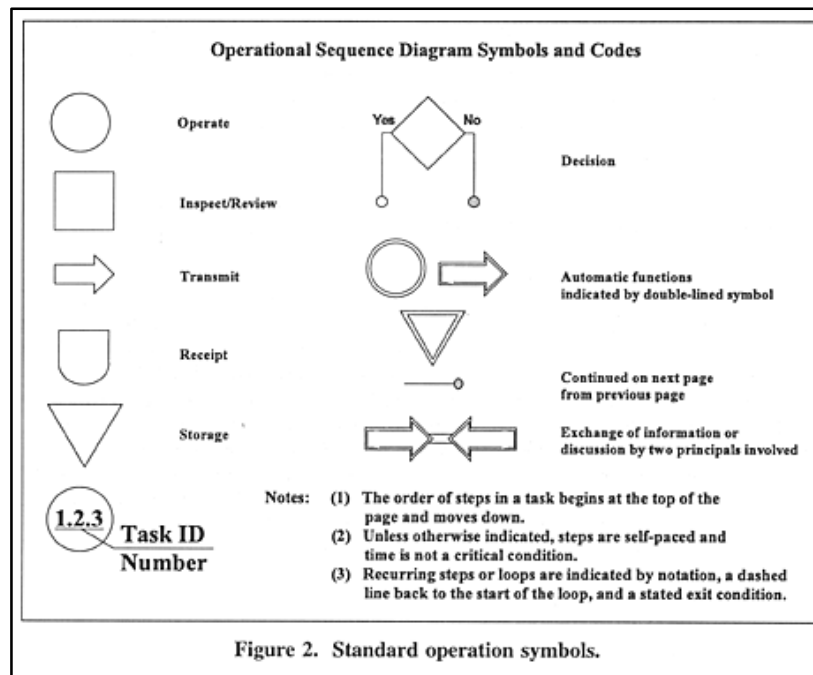 Operational Sequence Diagram Symbols and Codes
Operate
Yes
No
Decision
Inspect/Review
Transmit
Automatic functions
indicated by double-lined symbol
Receipt
Continued on next page
from previous page
Storage
Exchange of information or
discussion by two principals involved
1.2.3
Task ID
Number
Notes: (1) The order of steps in a task begins at the top of the
page and moves down.
(2) Unless otherwise indicated, steps are self-paced and
time is not a critical condition.
(3) Recurring steps or loops are indicated by notation, a dashed
line back to the start of the loop, and a stated exit condition.
Figure 2. Standard operation symbols.